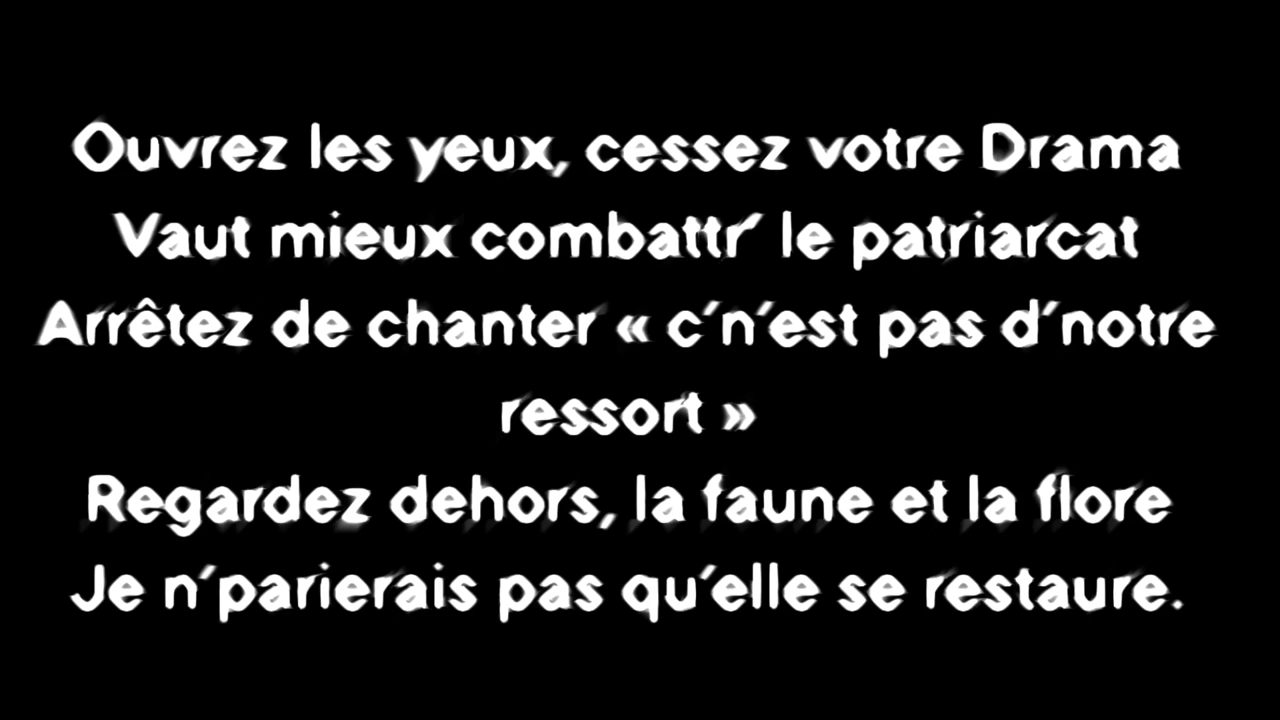 Ouvrez les yeux, cessez votre Drama
Vaut mieux combattr’ le patriarcat
Arrêtez de chanter « c’n’est pas d’notre
ressort »
Regardez dehors, la faune et la flore
Je n’parierais pas qu’elle se restaure.